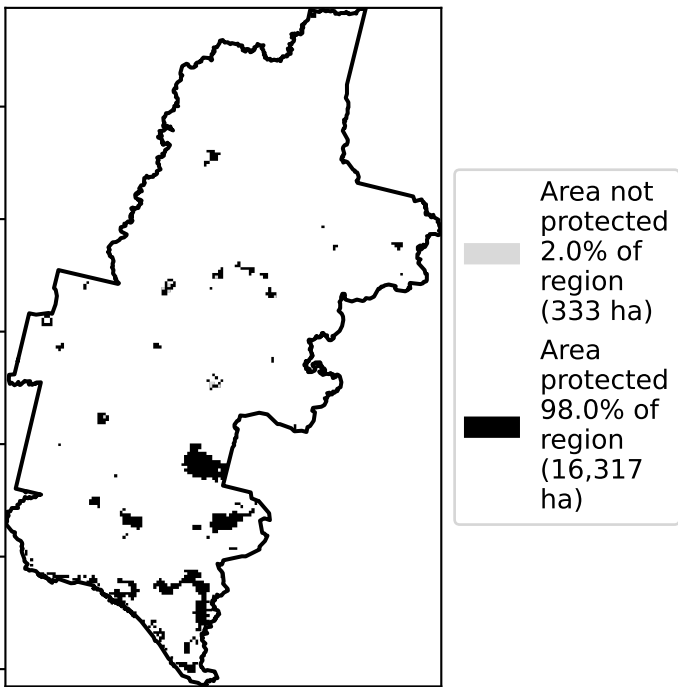 Area not
protected
2.0% of
region
(333 ha)
Area
protected
98.0% of
region
(16,317
ha)